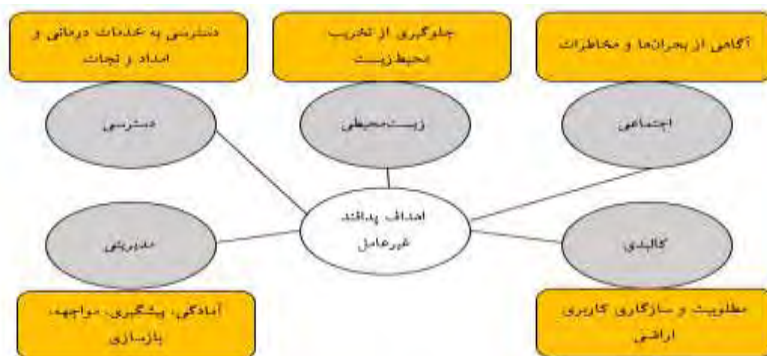 آگاهی از بحران‌ها و مخاطرات
جلوگیری از تخریب
محیط‌زیست
دسترسی به خدمات درمانی و
امداد و نجات
اجتماعی
زیست‌محیطی
دسترسی
اهداف پدافند
غیرعامل
کالبدی
مدیریتی
مطلوبیت و سازگاری کاربری
اراضی
آمادگی، پیشگیری، مواجهه،
بازسازی